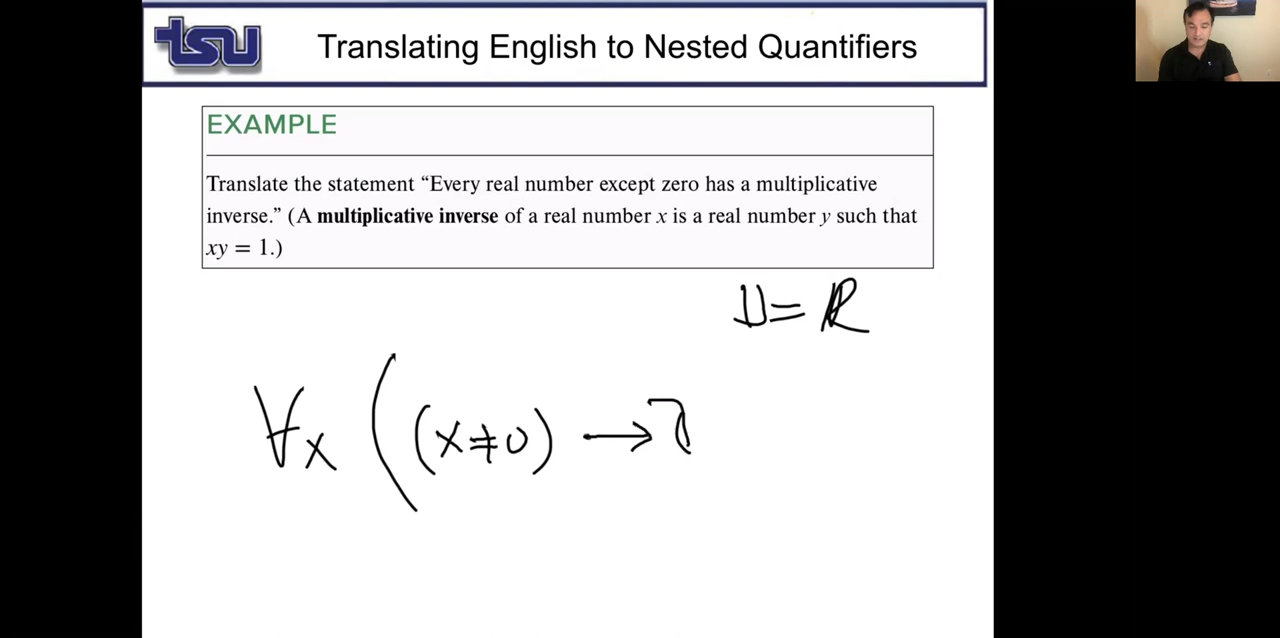 tsu
Translating English to Nested Quantifiers
EXAMPLE
Translate the statement “Every real number except zero has a multiplicative
inverse.” (A multiplicative inverse of a real number x is a real number y such that
xy = 1.)
D = ℝ
∀x ( (x ≠ 0) →